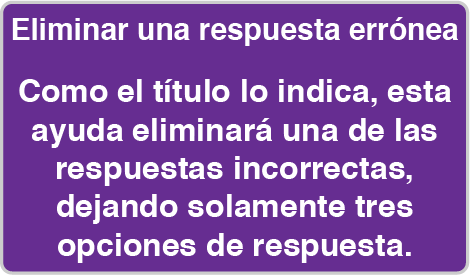 Eliminar una respuesta errónea
Como el título lo indica, esta
ayuda eliminará una de las
respuestas incorrectas,
dejando solamente tres
opciones de respuesta.